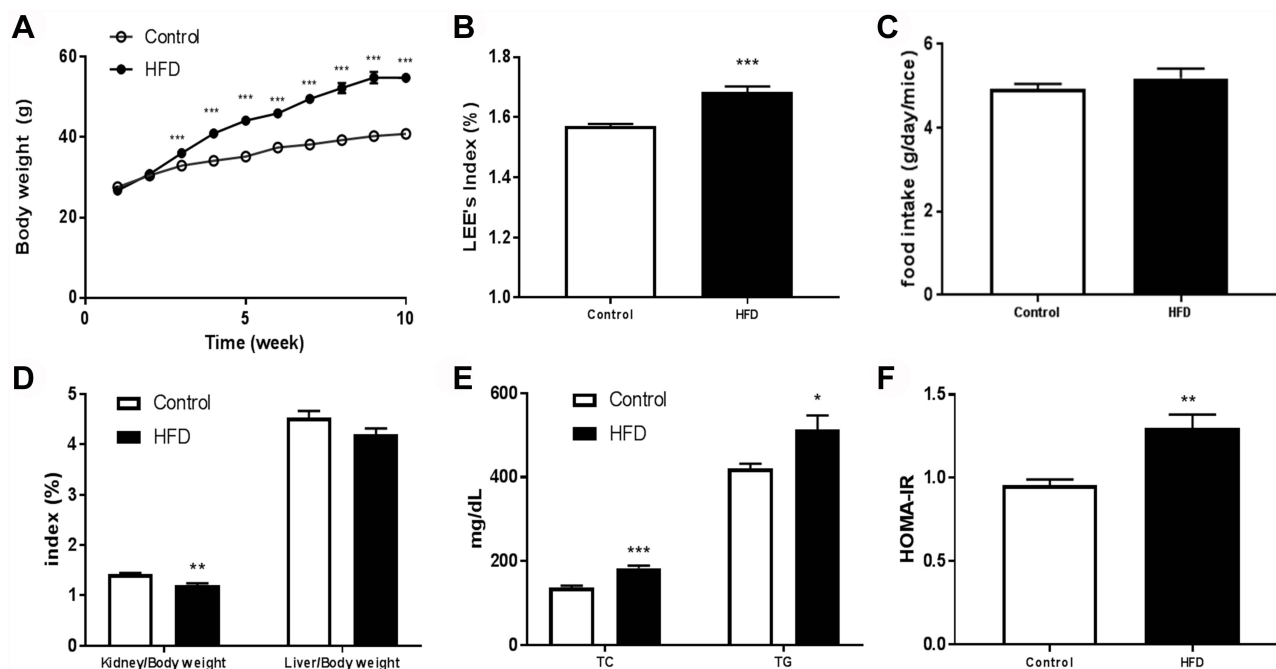 A
Control
HFD
Body weight (g)
60
40
20
0
*** *** *** *** *** *** *** ***
0 5 10
Time (week)
B
LEE's Index (%)
1.8
1.6
1.4
1.2
1.0
***
Control HFD
C
food intake (g/day/mice)
6
4
2
0
Control HFD
D
Control
HFD
index (%)
5
4
3
2
1
0
**
Kidney/Body weight Liver/Body weight
E
Control
HFD
mg/dL
600
400
200
0
***
*
TC TG
F
HOMA-IR
1.5
1.0
0.5
0.0
**
Control HFD